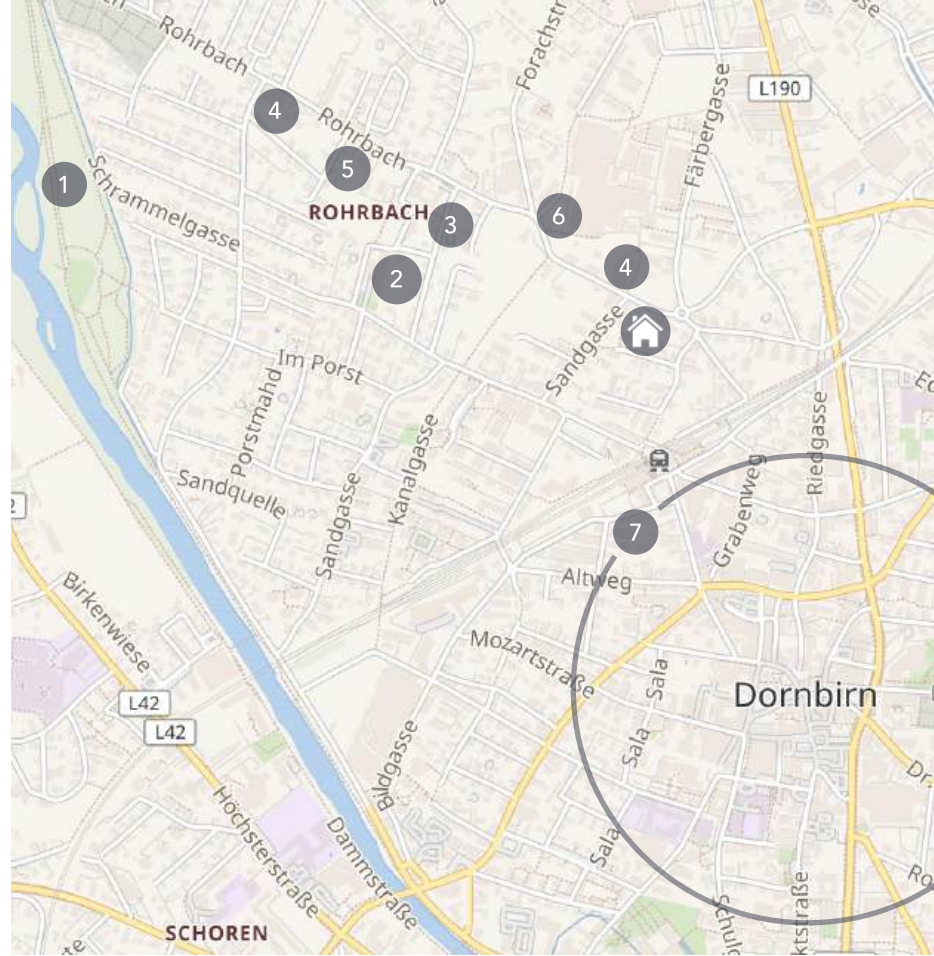 Rohrbach
Forachstr
L190
4
Rohrbach
Färbergasse
5
1
Schrammelgasse
ROHRBACH
3
6
2
4
Sandgasse
Im Porst
Porstmahd
Riedgasse
Kanalgasse
Sandquelle
Sandgasse
Grabenweg
7
Altweg
Birkenwiese
Mozartstraße
Sala
Dornbirn
L42
L42
Sala
Bildgasse
Dr.
Höchsterstraße
Dammstraße
Sala
Ro
Schulg
ktstraße
SCHOREN